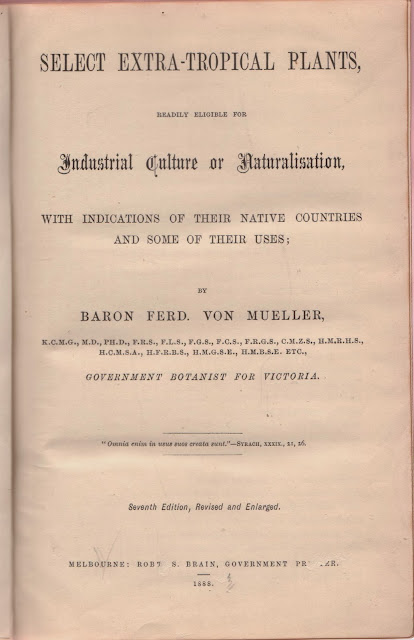 SELECT EXTRA-TROPICAL PLANTS,
READILY ELIGIBLE FOR
Industrial Culture or Naturalisation,
WITH INDICATIONS OF THEIR NATIVE COUNTRIES
AND SOME OF THEIR USES;
BY
BARON FERD. VON MUELLER,
K.C.M.G., M.D., PH.D., F.R.S., F.L.S., F.G.S., F.C.S., F.R.G.S., C.M.Z.S., H.M.R.H.S.,
H.C.M.S.A., H.F.R.B.S., H.M.G.S.E., H.M.B.S.E. ETC.,
GOVERNMENT BOTANIST FOR VICTORIA.
"Omnia enim in usus suos creata sunt."—SYRACH, XXXIX., 21, 26.
Seventh Edition, Revised and Enlarged.
MELBOURNE: ROBT S. BRAIN, GOVERNMENT
1888.